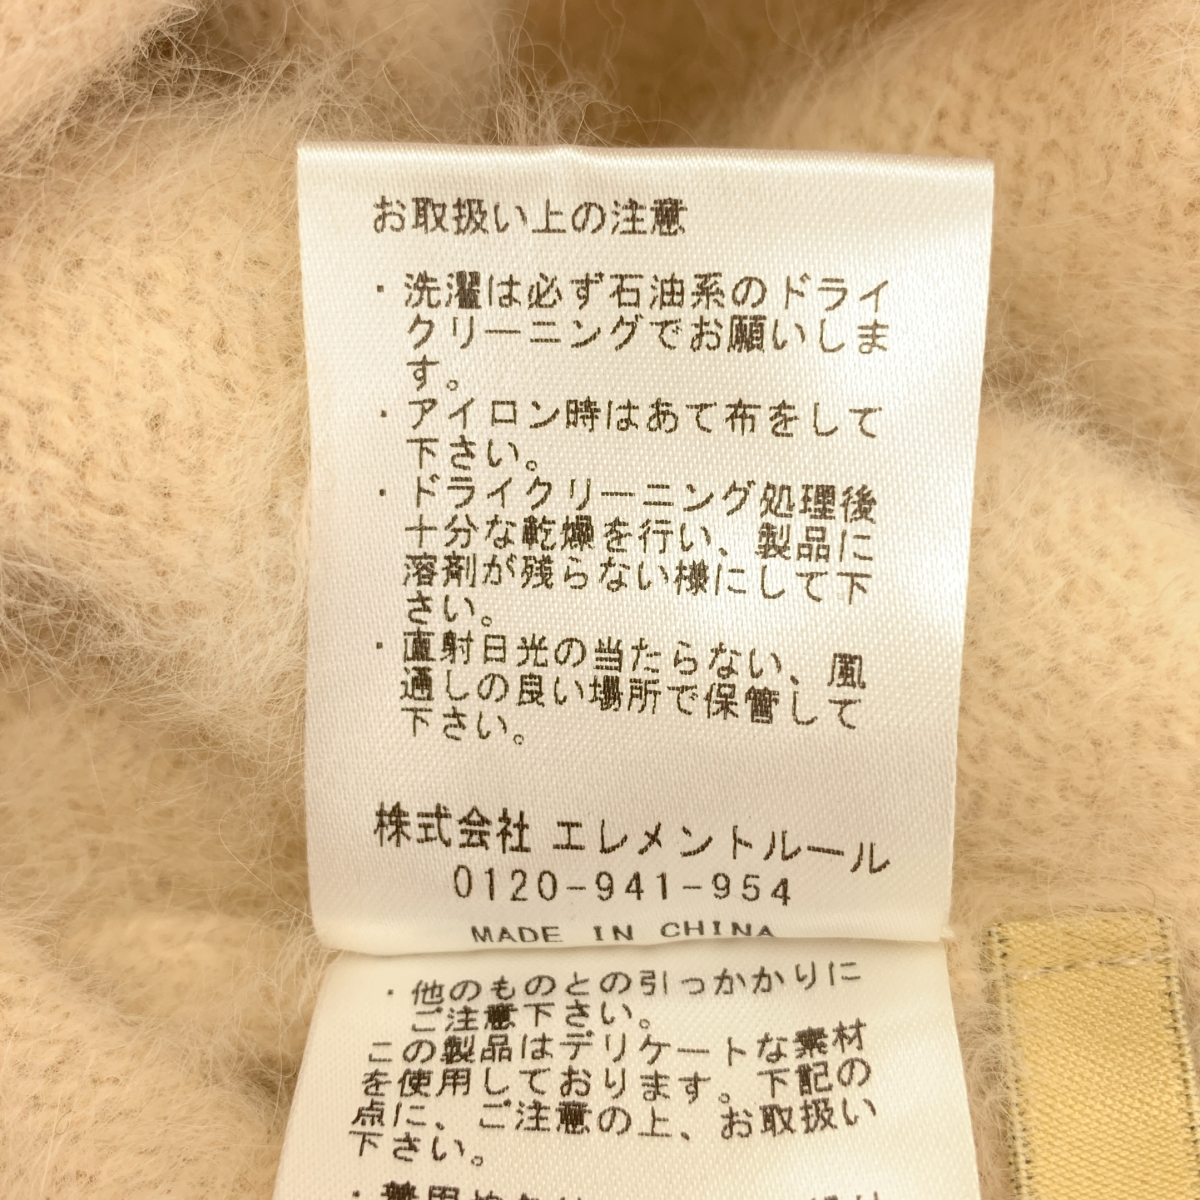 お取扱い上の注意
・洗濯は必ず石油系のドライ
クリーニングでお願いしま
す。
・アイロン時はあて布をして
下さい。
・ドライクリーニング処理後
十分な乾燥を行い、製品に
溶剤が残らない様にして下
さい。
・直射日光の当たらない、風
通しの良い場所で保管して
下さい。
株式会社 エレメントルール
0120-941-954
MADE IN CHINA
・他のものとの引っかかりに
ご注意下さい。
この製品はデリケートな素材
を使用しております。下記の
点に、ご注意の上、お取扱い
下さい。